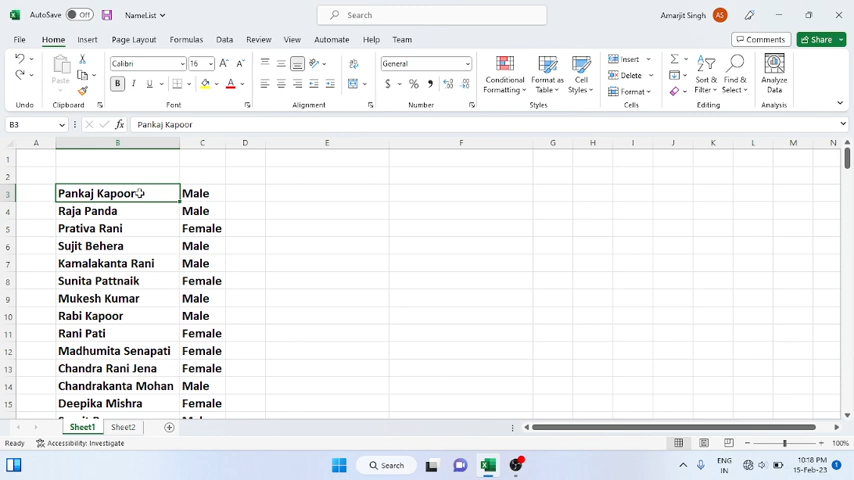 AutoSave Off NameList Search Amarjit Singh AS
File Home Insert Page Layout Formulas Data Review View Automate Help Team Comments Share
Calibri 16 General Insert
Paste B I U Conditional Formatting Format as Table Cell Styles Delete Sort & Filter Find & Select Analyze Data
Format
Undo Clipboard Font Alignment Number Styles Cells Editing Analysis
B3 fx Pankaj Kapoor
A B C D E F G H I J K L M N
1
2
3 Pankaj Kapoor Male
4 Raja Panda Male
5 Prativa Rani Female
6 Sujit Behera Male
7 Kamalakanta Rani Male
8 Sunita Pattnaik Female
9 Mukesh Kumar Male
10 Rabi Kapoor Male
11 Rani Pati Female
12 Madhumita Senapati Female
13 Chandra Rani Jena Female
14 Chandrakanta Mohan Male
15 Deepika Mishra Female
Sheet1 Sheet2
Ready Accessibility: Investigate 100%
Search ENG IN 10:18 PM 15-Feb-23 1